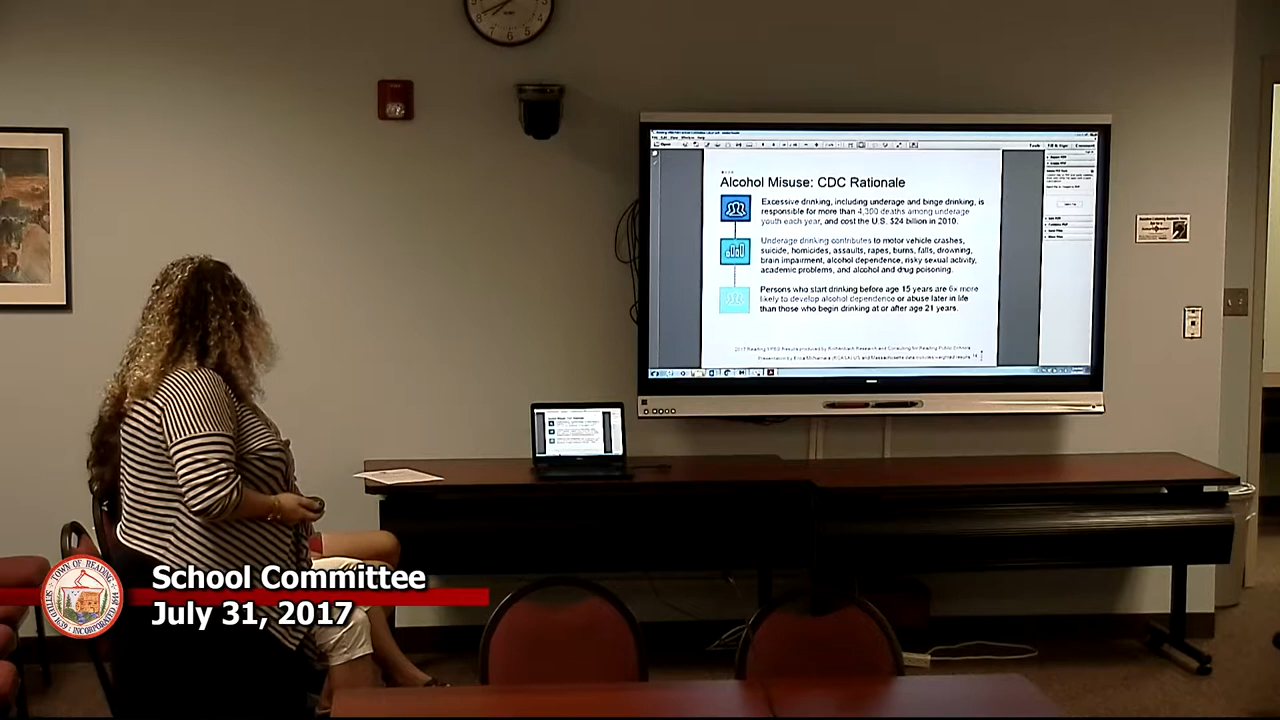 Alcohol Misuse: CDC Rationale
Excessive drinking, including underage and binge drinking, is
responsible for more than 4,300 deaths among underage
youth each year, and cost the U.S. $24 billion in 2010.
Underage drinking contributes to motor vehicle crashes,
suicide, homicides, assaults, rapes, burns, falls, drowning,
brain impairment, alcohol dependence, risky sexual activity,
academic problems, and alcohol and drug poisoning.
Persons who start drinking before age 15 years are 6x more
likely to develop alcohol dependence or abuse later in life
than those who begin drinking at or after age 21 years.
School Committee
July 31, 2017
TOWN OF READING
SETTLED 1639
INCORPORATED 1644